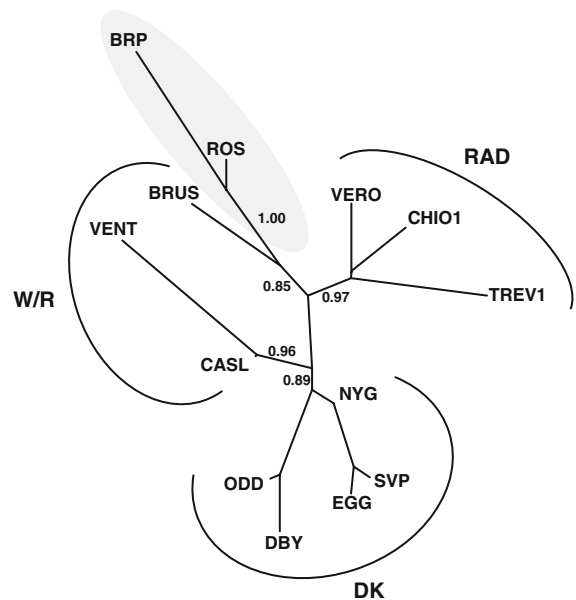 BRP
ROS
RAD
BRUS
VERO
1.00
CHIO1
VENT
0.85
0.97
TREV1
W/R
0.96
CASL
0.89
NYG
ODD
SVP
EGG
DBY
DK